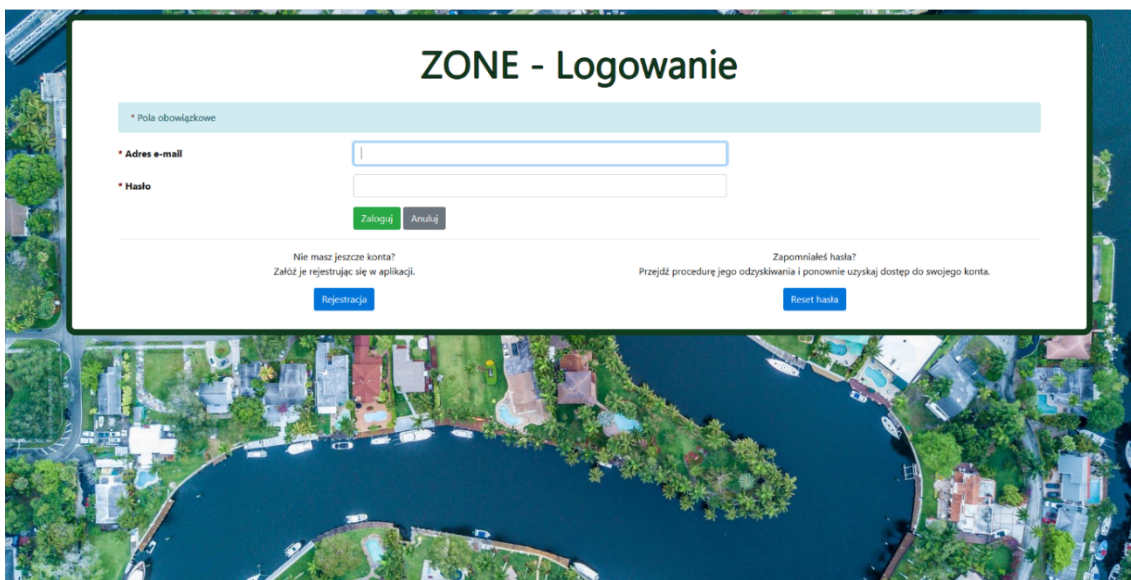 ZONE - Logowanie
* Pola obowiązkowe
* Adres e-mail
* Hasło
Zaloguj Anuluj
Nie masz jeszcze konta?
Załóż je rejestrując się w aplikacji.
Rejestracja
Zapomniałeś hasła?
Przejdź procedurę jego odzyskiwania i ponownie uzyskaj dostęp do swojego konta.
Reset hasła